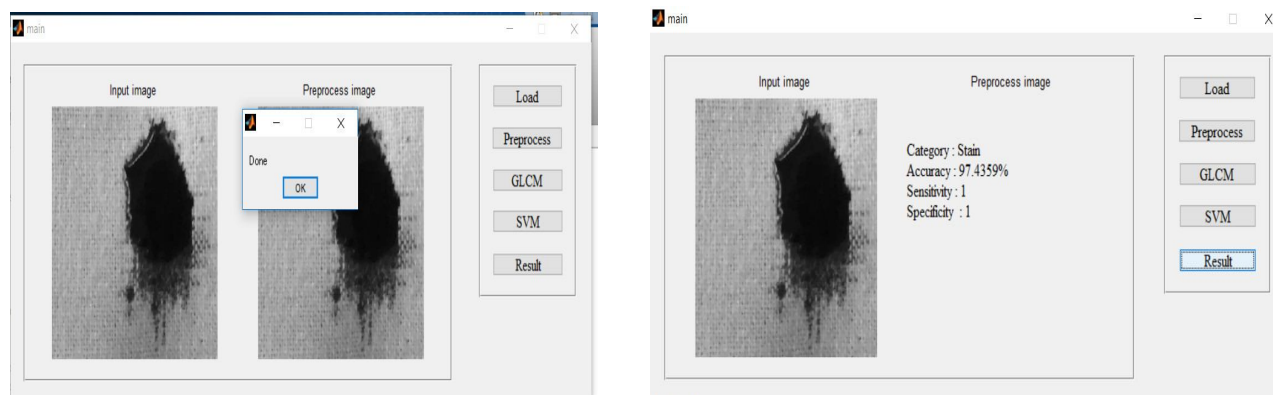 main
Input image
Preprocess image
Done
OK
Load
Preprocess
GLCM
SVM
Result
main
Input image
Preprocess image
Category : Stain
Accuracy : 97.4359%
Sensitivity : 1
Specificity : 1
Load
Preprocess
GLCM
SVM
Result